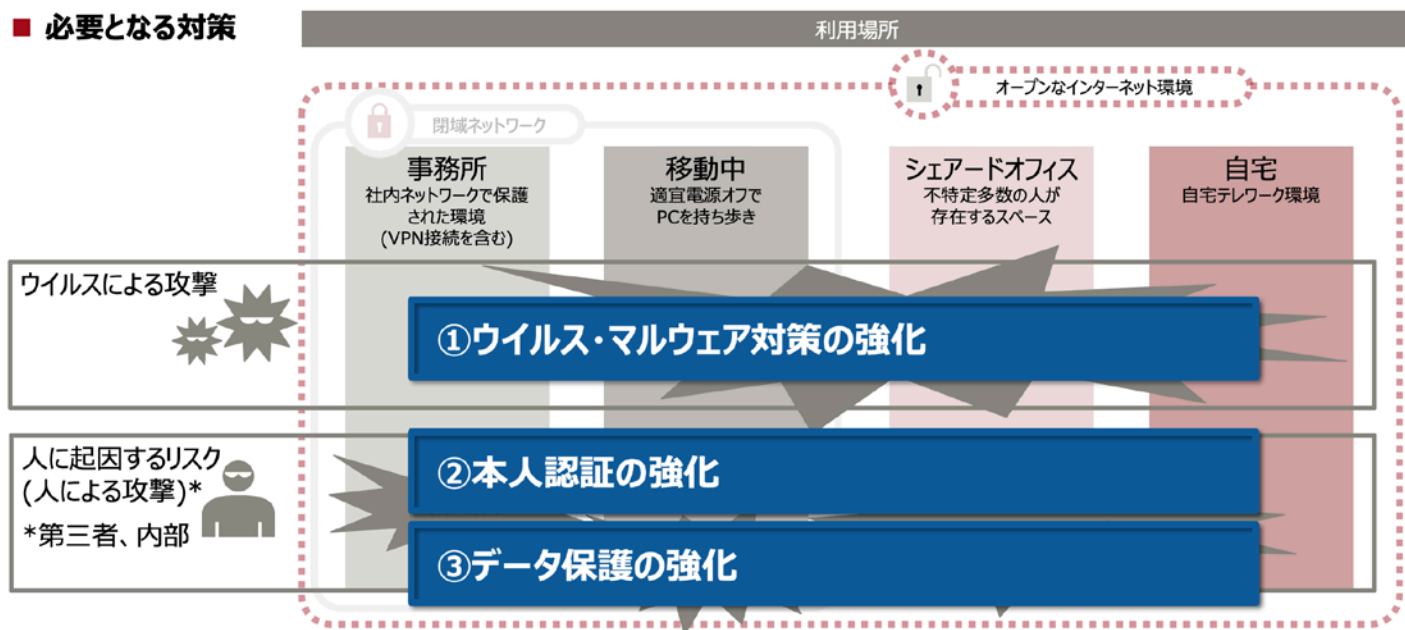 ■ 必要となる対策
利用場所
オープンなインターネット環境
閉域ネットワーク
事務所
社内ネットワークで保護
された環境
(VPN接続を含む)
移動中
適宜電源オフで
PCを持ち歩き
シェアードオフィス
不特定多数の人が
存在するスペース
自宅
自宅テレワーク環境
ウイルスによる攻撃
①ウイルス・マルウェア対策の強化
人に起因するリスク
(人による攻撃)*
*第三者、内部
②本人認証の強化
③データ保護の強化